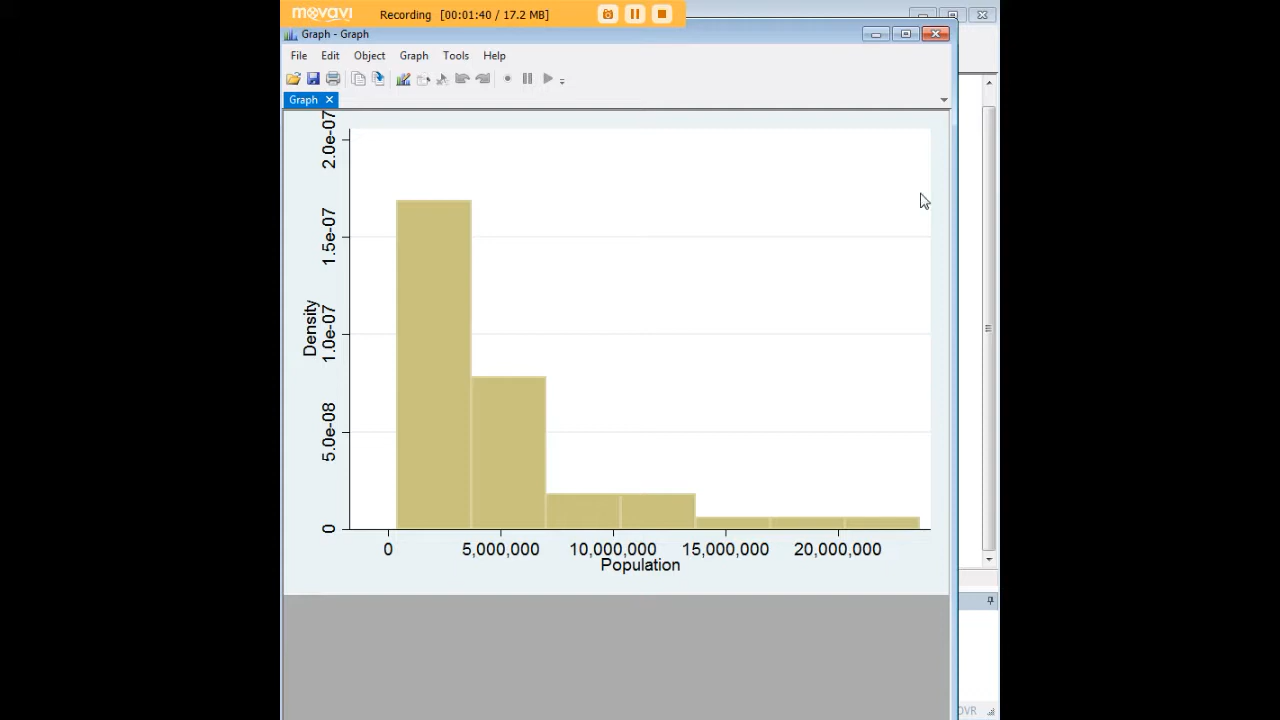 movavi Recording [00:01:40 / 17.2 MB]
Graph - Graph
File Edit Object Graph Tools Help
Graph
2.0e-07
1.5e-07
1.0e-07
5.0e-08
0
Density
0 5,000,000 10,000,000 15,000,000 20,000,000
Population
OVR